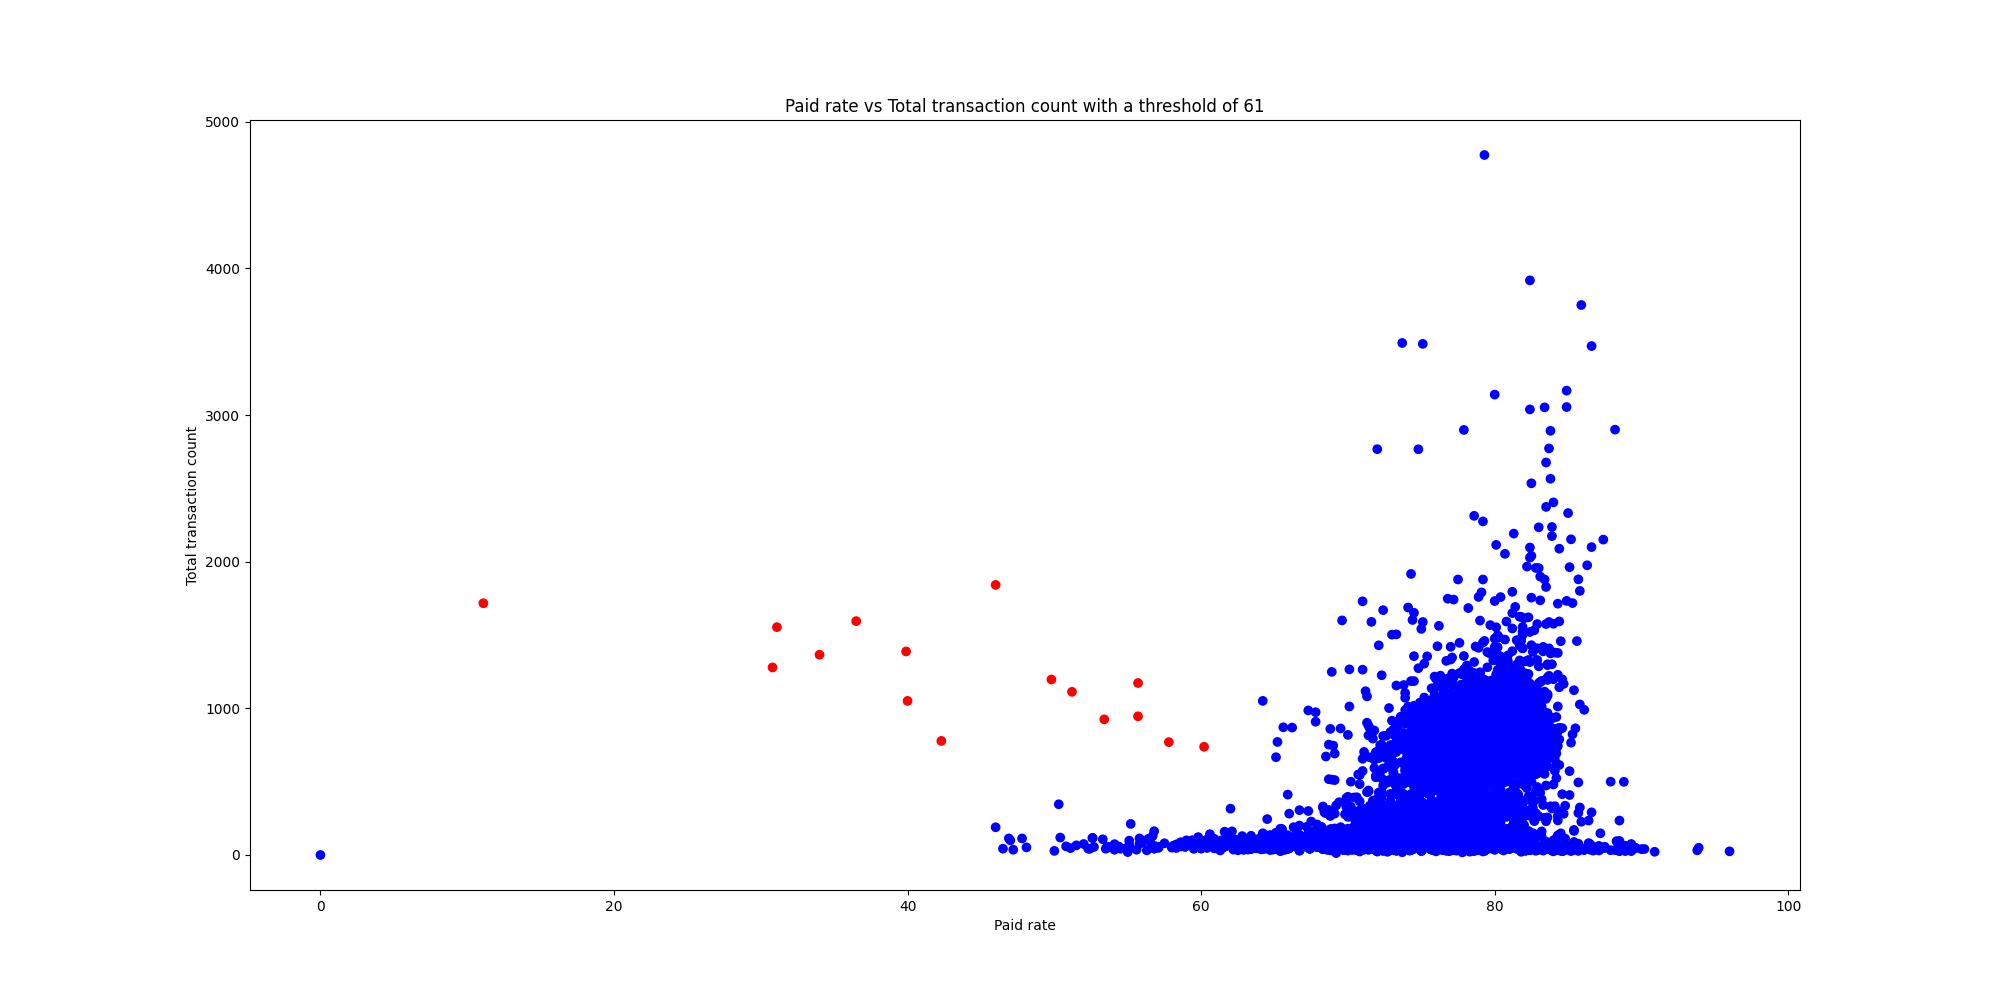 Paid rate vs Total transaction count with a threshold of 61
5000
4000
3000
2000
1000
0
Total transaction count
0 20 40 60 80 100
Paid rate